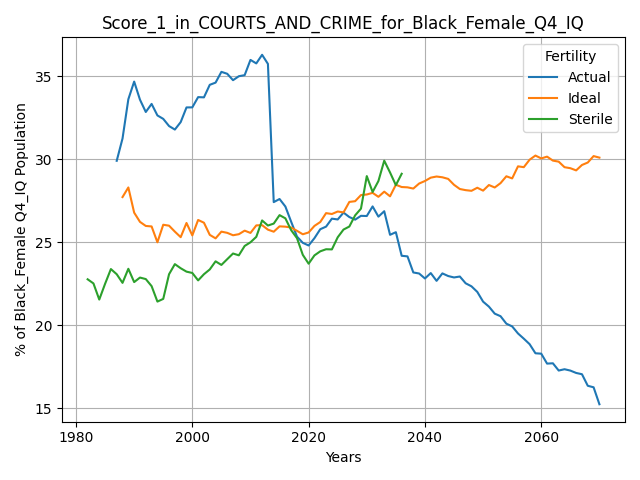 Score_1_in_COURTS_AND_CRIME_for_Black_Female_Q4_IQ
Fertility
Actual
Ideal
Sterile
% of Black_Female Q4_IQ Population
35
30
25
20
15
1980
2000
2020
2040
2060
Years